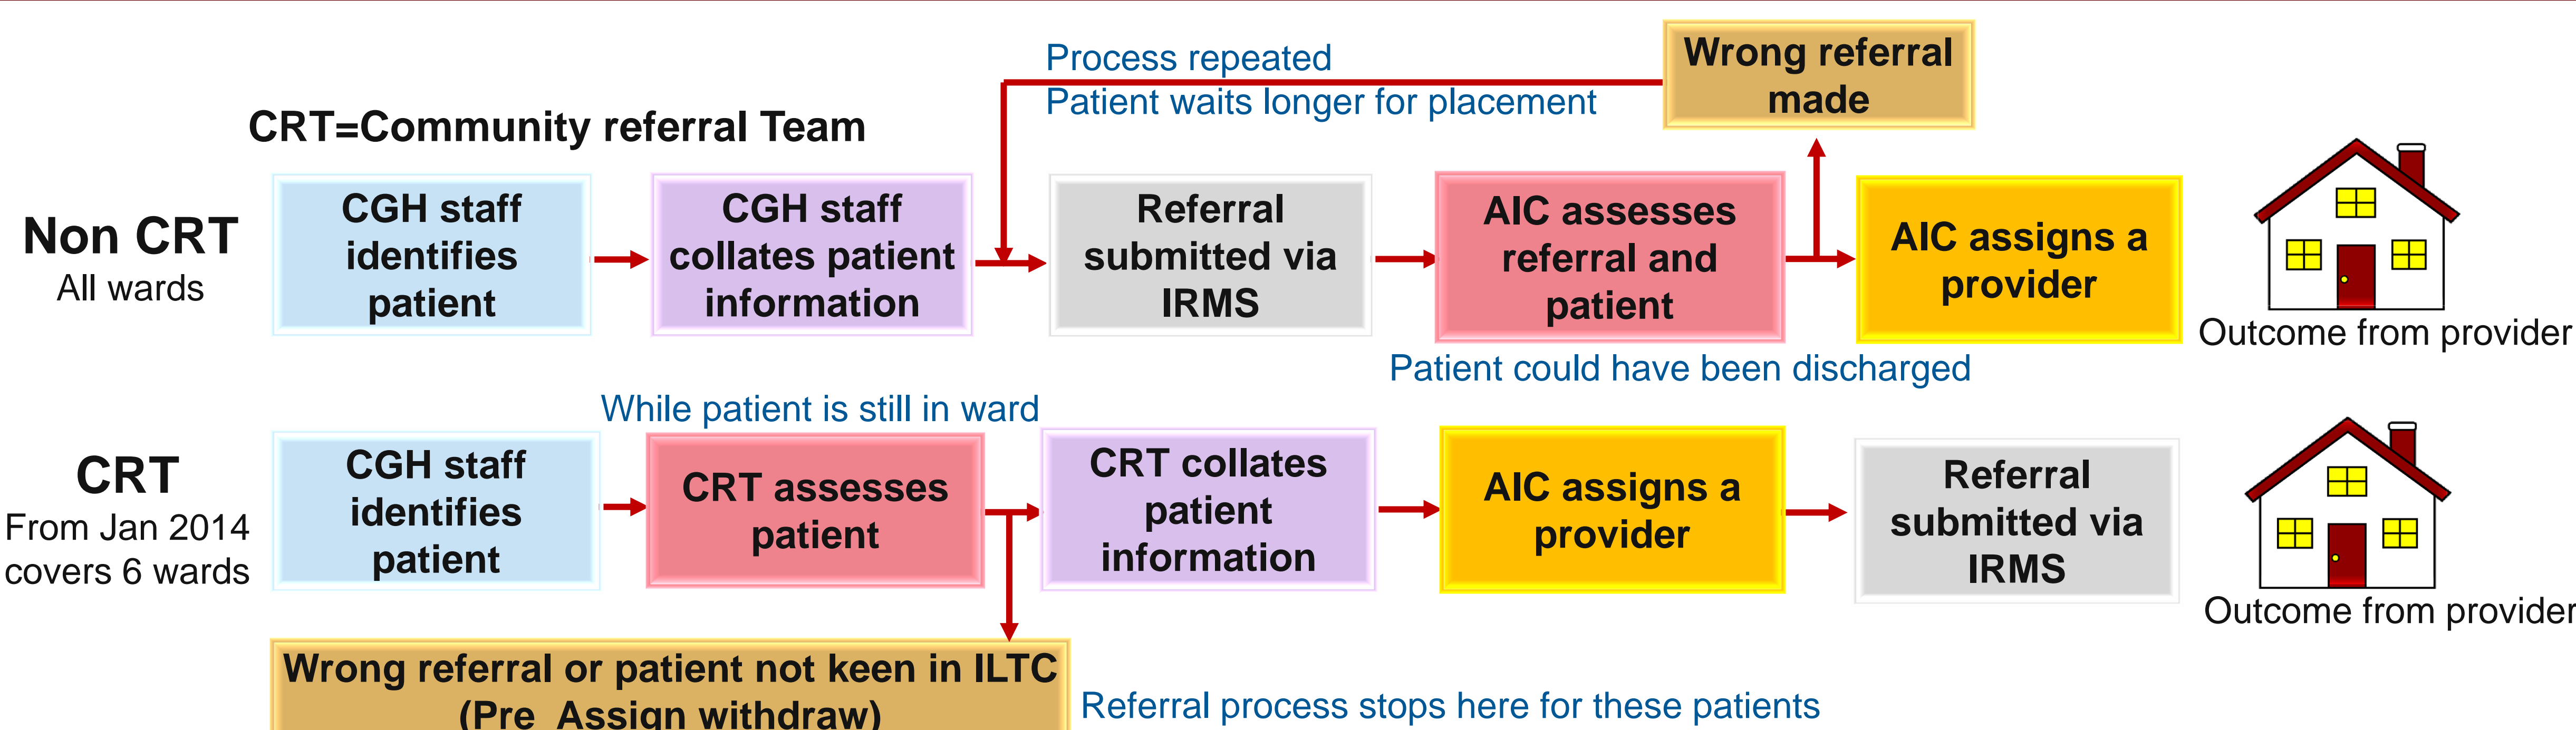 Process repeated
Patient waits longer for placement
Wrong referral
made
CRT=Community referral Team
Non CRT
All wards
CGH staff
identifies
patient
CGH staff
collates patient
information
Referral
submitted via
IRMS
AIC assesses
referral and
patient
AIC assigns a
provider
Outcome from provider
Patient could have been discharged
While patient is still in ward
CRT
From Jan 2014
covers 6 wards
CGH staff
identifies
patient
CRT assesses
patient
CRT collates
patient
information
AIC assigns a
provider
Referral
submitted via
IRMS
Outcome from provider
Wrong referral or patient not keen in ILTC
(Pre Assign withdraw)
Referral process stops here for these patients